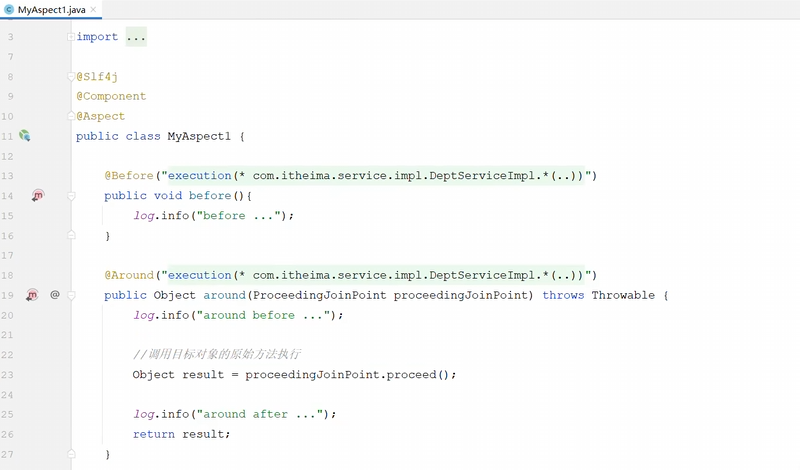 MyAspect1.java
3 import ...
7
8 @Slf4j
9 @Component
10 @Aspect
11 public class MyAspect1 {
12
13 @Before("execution(* com.itheima.service.impl.DeptServiceImpl.*(..))")
14 public void before(){
15 log.info("before ...");
16 }
17
18 @Around("execution(* com.itheima.service.impl.DeptServiceImpl.*(..))")
19 @ public Object around(ProceedingJoinPoint proceedingJoinPoint) throws Throwable {
20 log.info("around before ...");
21
22 //调用目标对象的原始方法执行
23 Object result = proceedingJoinPoint.proceed();
24
25 log.info("around after ...");
26 return result;
27 }